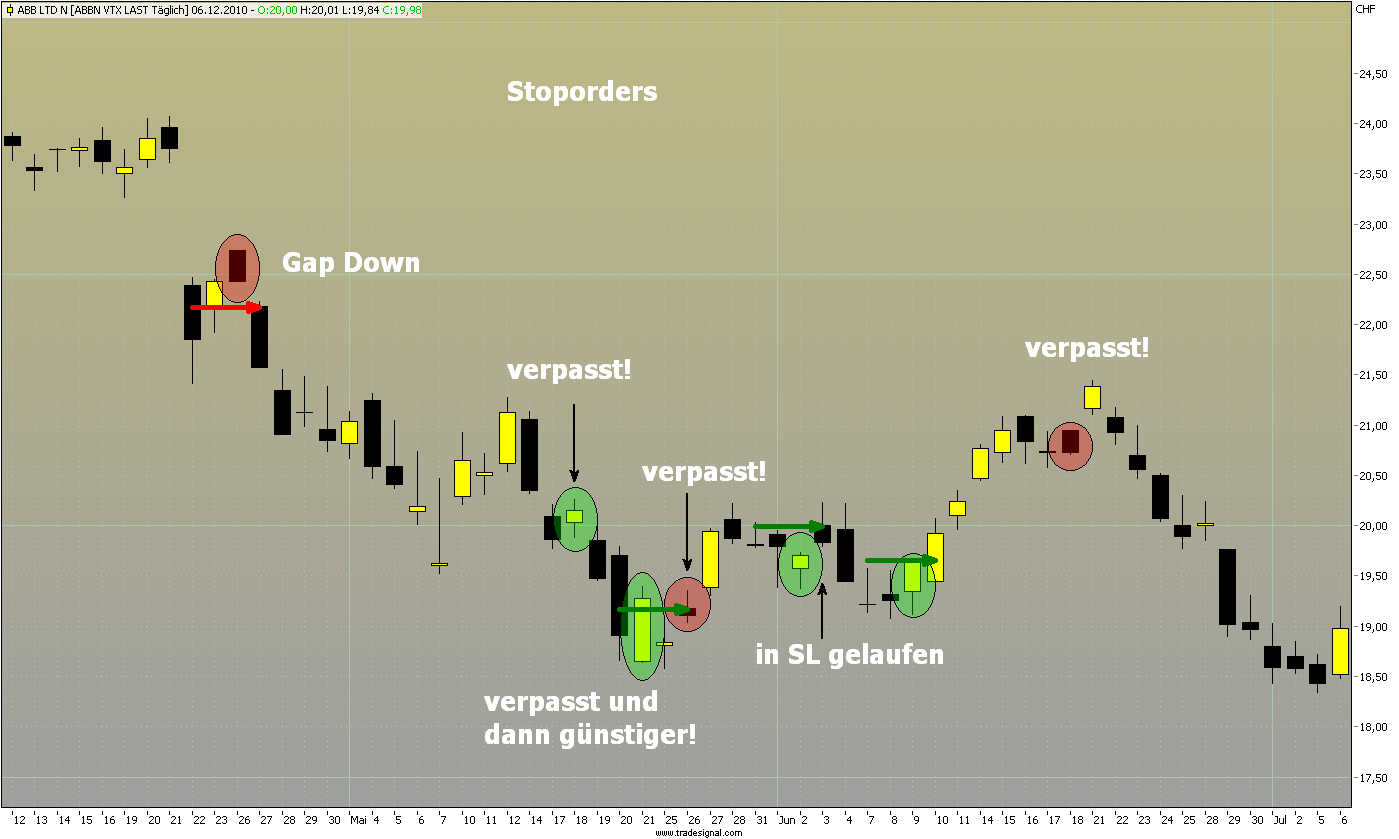 ABB LTD N [ABBN VTX LAST Täglich] 06.12.2010 - O:20,00 H:20,01 L:19,84 C:19,98
CHF
Stoporders
24,50
24,00
23,50
23,00
Gap Down
22,50
22,00
verpasst!
verpasst!
21,50
21,00
verpasst!
20,50
20,00
19,50
19,00
in SL gelaufen
18,50
verpasst und
dann günstiger!
18,00
17,50
12 13 14 15 16 19 20 21 22 23 26 27 28 29 30 Mai 4 5 6 7 10 11 12 13 14 17 18 19 20 21 25 26 27 28 31 Jun 2 3 4 7 8 9 10 11 14 15 16 17 18 21 22 23 24 25 28 29 30 Jul 2 5 6
www.tradesignal.com